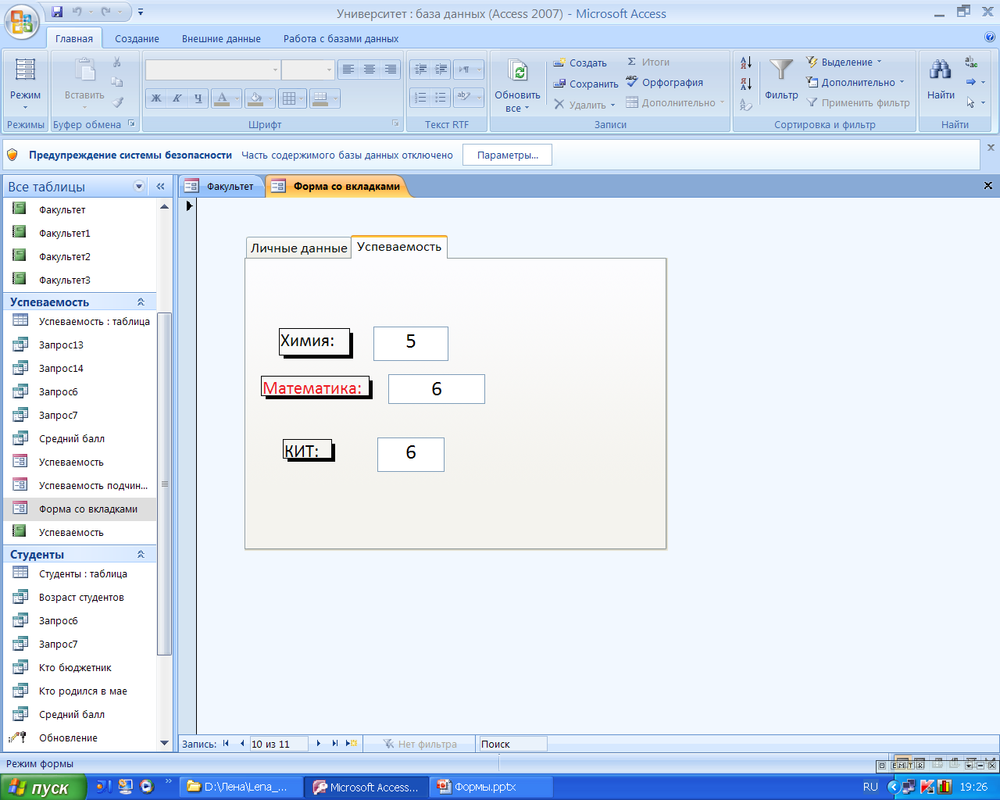 Университет : база данных (Access 2007) - Microsoft Access
Главная Создание Внешние данные Работа с базами данных
Режим
Режимы
Вставить
Буфер обмена
Ж К Ч А
Шрифт
Текст RTF
Обновить все
Создать
Сохранить
Удалить
Итоги
Орфография
Дополнительно
Записи
Фильтр
Выделение
Дополнительно
Применить фильтр
Сортировка и фильтр
Найти
Найти
Предупреждение системы безопасности Часть содержимого базы данных отключено Параметры...
Все таблицы
Факультет
Факультет1
Факультет2
Факультет3
Успеваемость
Успеваемость : таблица
Запрос13
Запрос14
Запрос6
Запрос7
Средний балл
Успеваемость
Успеваемость подчин...
Форма со вкладками
Успеваемость
Студенты
Студенты : таблица
Возраст студентов
Запрос6
Запрос7
Кто бюджетник
Кто родился в мае
Средний балл
Обновление
Факультет Форма со вкладками
Личные данные Успеваемость
Химия: 5
Математика: 6
КИТ: 6
Запись: 10 из 11 Нет фильтра Поиск
Режим формы
пуск D:\Лена\Lena_... Microsoft Access... Формы.pptx RU 19:26